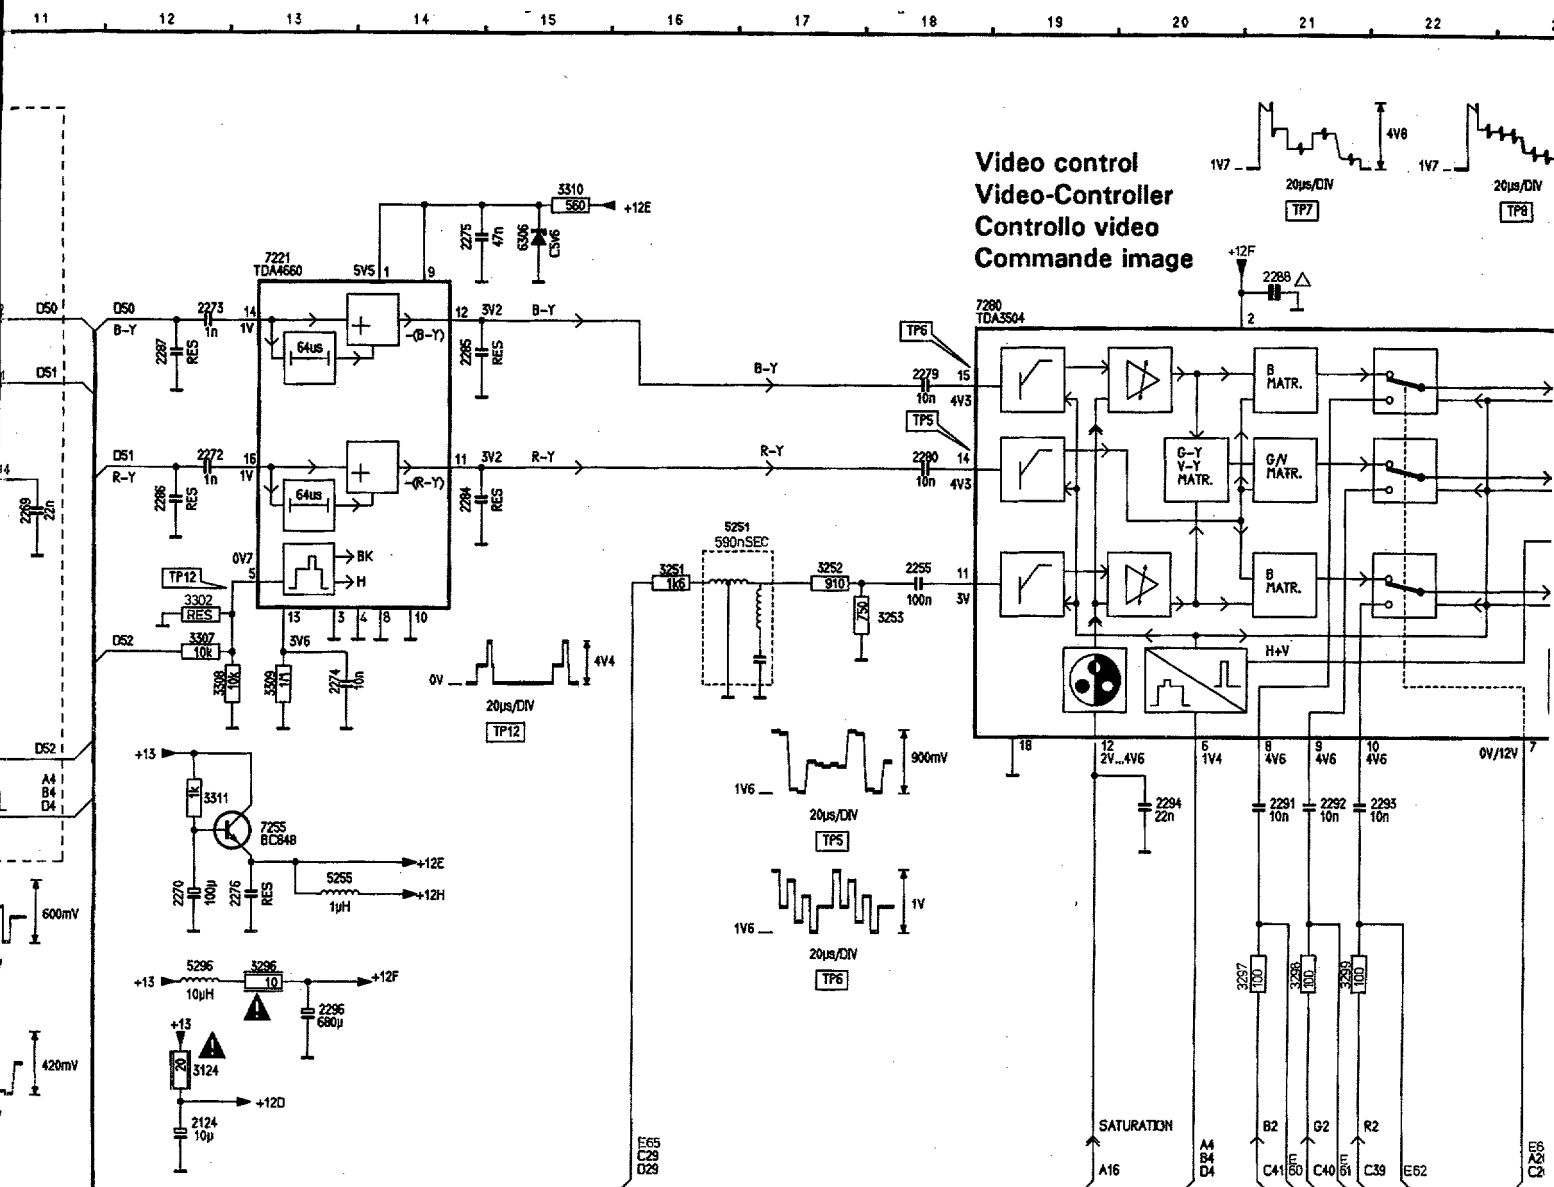 11 12 13 14 15 16 17 18 19 20 21 22
Video control
Video-Controller
Controllo video
Commande image
1V7
4V8
20µs/DIV
TP7
1V7
20µs/DIV
TP8
3310
560
+12E
2275
47n
6306
C5V6
7221
TDA4660
5V5
1
9
D50
D50
B-Y
2273
1n
14
1V
2287
RES
64us
-(B-Y)
12
3V2
B-Y
2285
RES
D51
D51
R-Y
2272
1n
16
1V
2286
RES
64us
-(R-Y)
11
3V2
R-Y
2284
RES
2269
22n
0V7
5
TP12
BK
H
3302
RES
D52
3307
10k
3308
10k
13
3
4
8
10
3V6
3309
1M
2274
10n
0V
4V4
20µs/DIV
TP12
D52
A4
B4
D4
+13
1k
3311
7255
BC848
2270
100µ
2276
RES
+12E
5255
1µH
+12H
600mV
+13
5296
10µH
3296
10
+12F
2296
680µ
+13
20
3124
+12D
2124
10µ
420mV
B-Y
R-Y
TP6
2279
10n
15
4V3
TP5
2280
10n
14
4V3
5251
590nSEC
3251
1k6
3252
910
750
3253
2255
100n
11
3V
1V6
900mV
20µs/DIV
TP5
1V6
1V
20µs/DIV
TP6
E65
C29
D29
7280
TDA3504
+12F
2288
2
B
MATR.
G-Y
V-Y
MATR.
G/V
MATR.
B
MATR.
H+V
18
12
2V...4V6
6
1V4
8
4V6
9
4V6
10
4V6
0V/12V
7
2294
22n
2291
10n
2292
10n
2293
10n
3297
100
3298
100
3299
100
SATURATION
A16
A4
B4
D4
B2
C41
E60
G2
C40
E61
R2
C39
E62